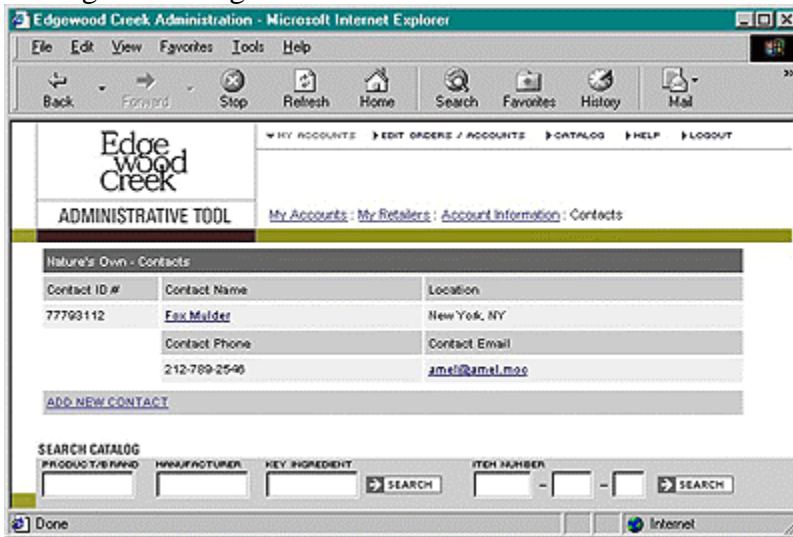 Edgewood Creek Administration - Microsoft Internet Explorer
File Edit View Favorites Tools Help
Back Forward Stop Refresh Home Search Favorites History Mail
MY ACCOUNTS EDIT ORDERS / ACCOUNTS CATALOG HELP LOGOUT
Edge
wood
Creek
ADMINISTRATIVE TOOL
My Accounts : My Retailers : Account Information : Contacts
Nature's Own - Contacts
Contact ID # Contact Name Location
77793112 Fox Mulder New York, NY
Contact Phone Contact Email
212-789-2546 amel@amel.moo
ADD NEW CONTACT
SEARCH CATALOG
PRODUCT/BRAND MANUFACTURER KEY INGREDIENT ITEM NUMBER
SEARCH – – SEARCH
Done Internet